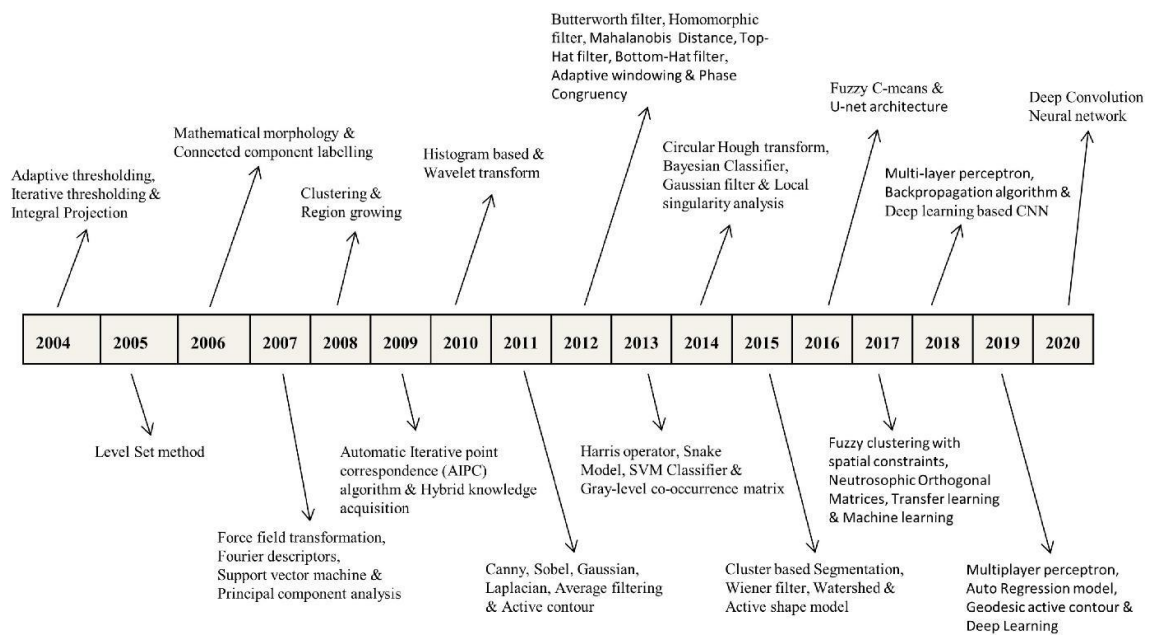 Butterworth filter, Homomorphic
filter, Mahalanobis Distance, Top-
Hat filter, Bottom-Hat filter,
Adaptive windowing & Phase
Congruency
Fuzzy C-means &
U-net architecture
Deep Convolution
Neural network
Mathematical morphology &
Connected component labelling
Histogram based &
Wavelet transform
Circular Hough transform,
Bayesian Classifier,
Gaussian filter & Local
singularity analysis
Adaptive thresholding,
Iterative thresholding &
Integral Projection
Clustering &
Region growing
Multi-layer perceptron,
Backpropagation algorithm &
Deep learning based CNN
2004 2005 2006 2007 2008 2009 2010 2011 2012 2013 2014 2015 2016 2017 2018 2019 2020
Level Set method
Automatic Iterative point
correspondence (AIPC)
algorithm & Hybrid knowledge
acquisition
Harris operator, Snake
Model, SVM Classifier &
Gray-level co-occurrence matrix
Fuzzy clustering with
spatial constraints,
Neutrosophic Orthogonal
Matrices, Transfer learning
& Machine learning
Force field transformation,
Fourier descriptors,
Support vector machine &
Principal component analysis
Canny, Sobel, Gaussian,
Laplacian, Average filtering
& Active contour
Cluster based Segmentation,
Wiener filter, Watershed &
Active shape model
Multiplayer perceptron,
Auto Regression model,
Geodesic active contour &
Deep Learning